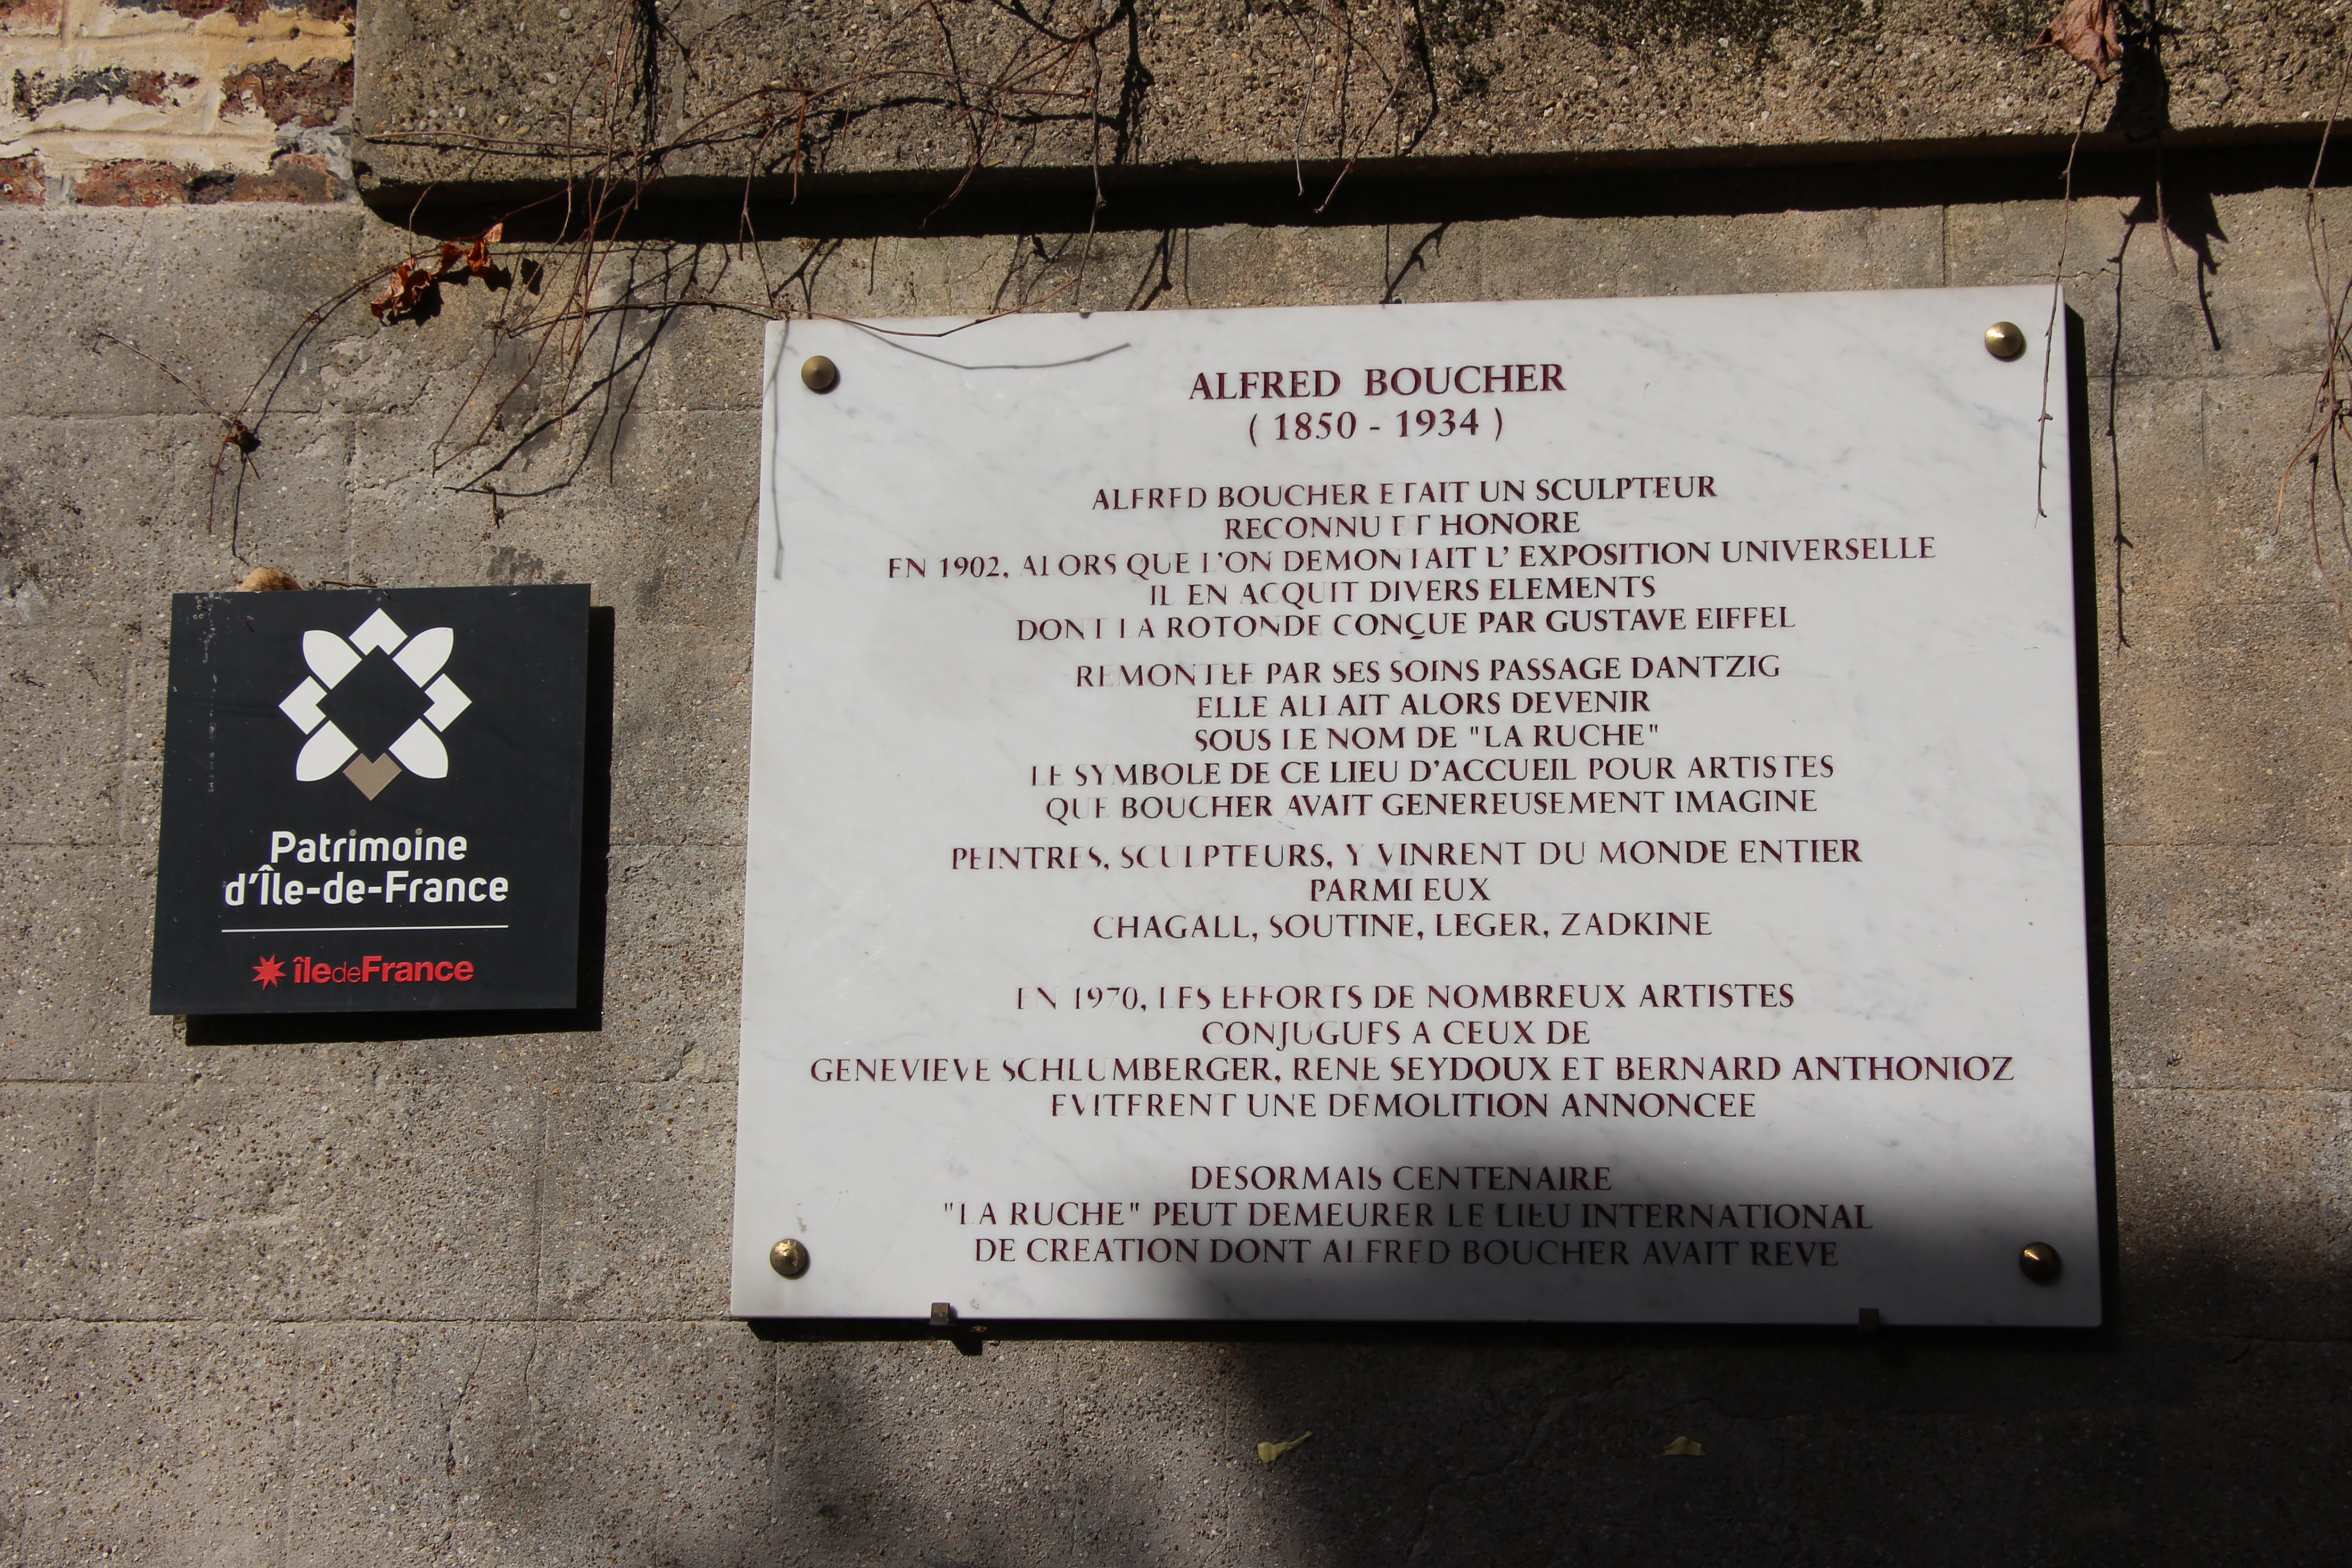 Patrimoine
d'Île-de-France
îledeFrance
ALFRED BOUCHER
( 1850 - 1934 )
ALFRED BOUCHER ETAIT UN SCULPTEUR
RECONNU ET HONORE
EN 1902, ALORS QUE L'ON DEMONTAIT L' EXPOSITION UNIVERSELLE
IL EN ACQUIT DIVERS ELEMENTS
DONT LA ROTONDE CONÇUE PAR GUSTAVE EIFFEL
REMONTEE PAR SES SOINS PASSAGE DANTZIG
ELLE ALLAIT ALORS DEVENIR
SOUS LE NOM DE "LA RUCHE"
LE SYMBOLE DE CE LIEU D'ACCUEIL POUR ARTISTES
QUE BOUCHER AVAIT GENEREUSEMENT IMAGINE
PEINTRES, SCULPTEURS, Y VINRENT DU MONDE ENTIER
PARMI EUX
CHAGALL, SOUTINE, LEGER, ZADKINE
EN 1970, LES EFFORTS DE NOMBREUX ARTISTES
CONJUGUES A CEUX DE
GENEVIEVE SCHLUMBERGER, RENE SEYDOUX ET BERNARD ANTHONIOZ
EVITERENT UNE DEMOLITION ANNONCEE
DESORMAIS CENTENAIRE
"LA RUCHE" PEUT DEMEURER LE LIEU INTERNATIONAL
DE CREATION DONT ALFRED BOUCHER AVAIT REVE